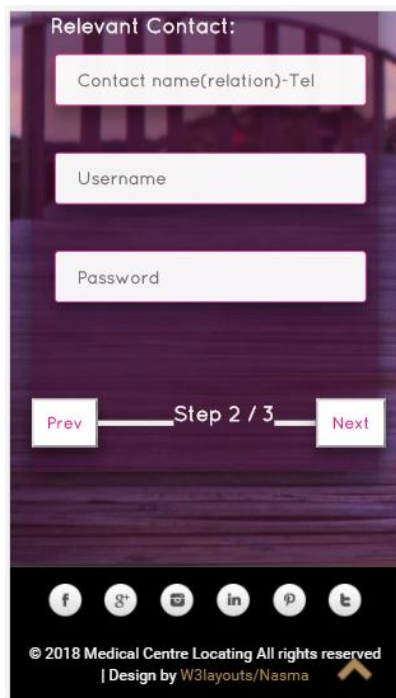 Relevant Contact:
Contact name(relation)-Tel
Username
Password
Prev
Step 2 / 3
Next
f
g+
in
© 2018 Medical Centre Locating All rights reserved
| Design by W3layouts/Nasma